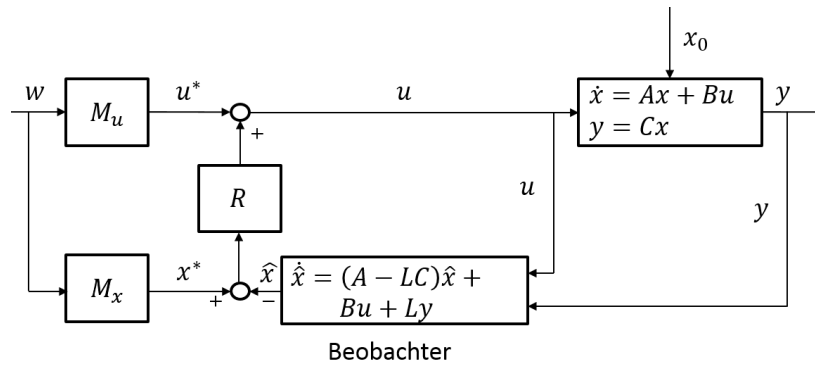 x₀
w
M_u
u*
u
ẋ = Ax + Bu
y = Cx
y
+
R
u
y
M_x
x*
+
x̂
−
x̂̇ = (A − LC)x̂ +
Bu + Ly
Beobachter